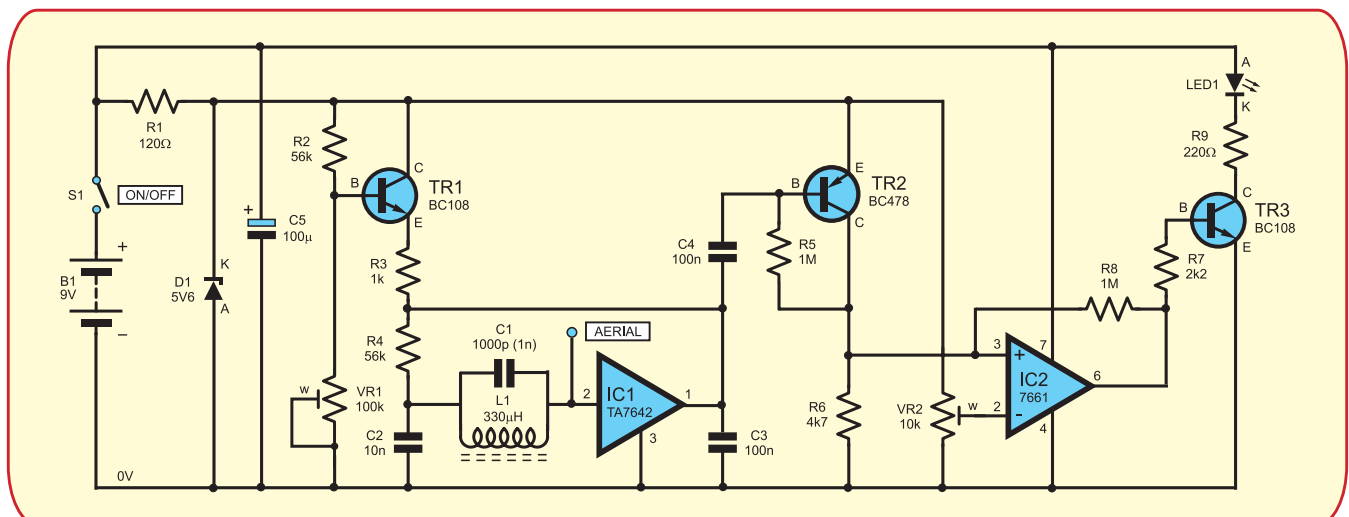 R1
120Ω
S1
ON/OFF
+
B1
9V
−
D1
5V6
K
A
+
C5
100μ
0V
R2
56k
w
VR1
100k
B
C
TR1
BC108
E
R3
1k
R4
56k
C2
10n
C1
1000p (1n)
L1
330μH
AERIAL
2
IC1
TA7642
1
3
C3
100n
C4
100n
B
E
TR2
BC478
C
R5
1M
R6
4k7
VR2
10k
w
3
+
7
IC2
7661
6
2
-
4
R8
1M
R7
2k2
B
C
TR3
BC108
E
A
LED1
K
R9
220Ω